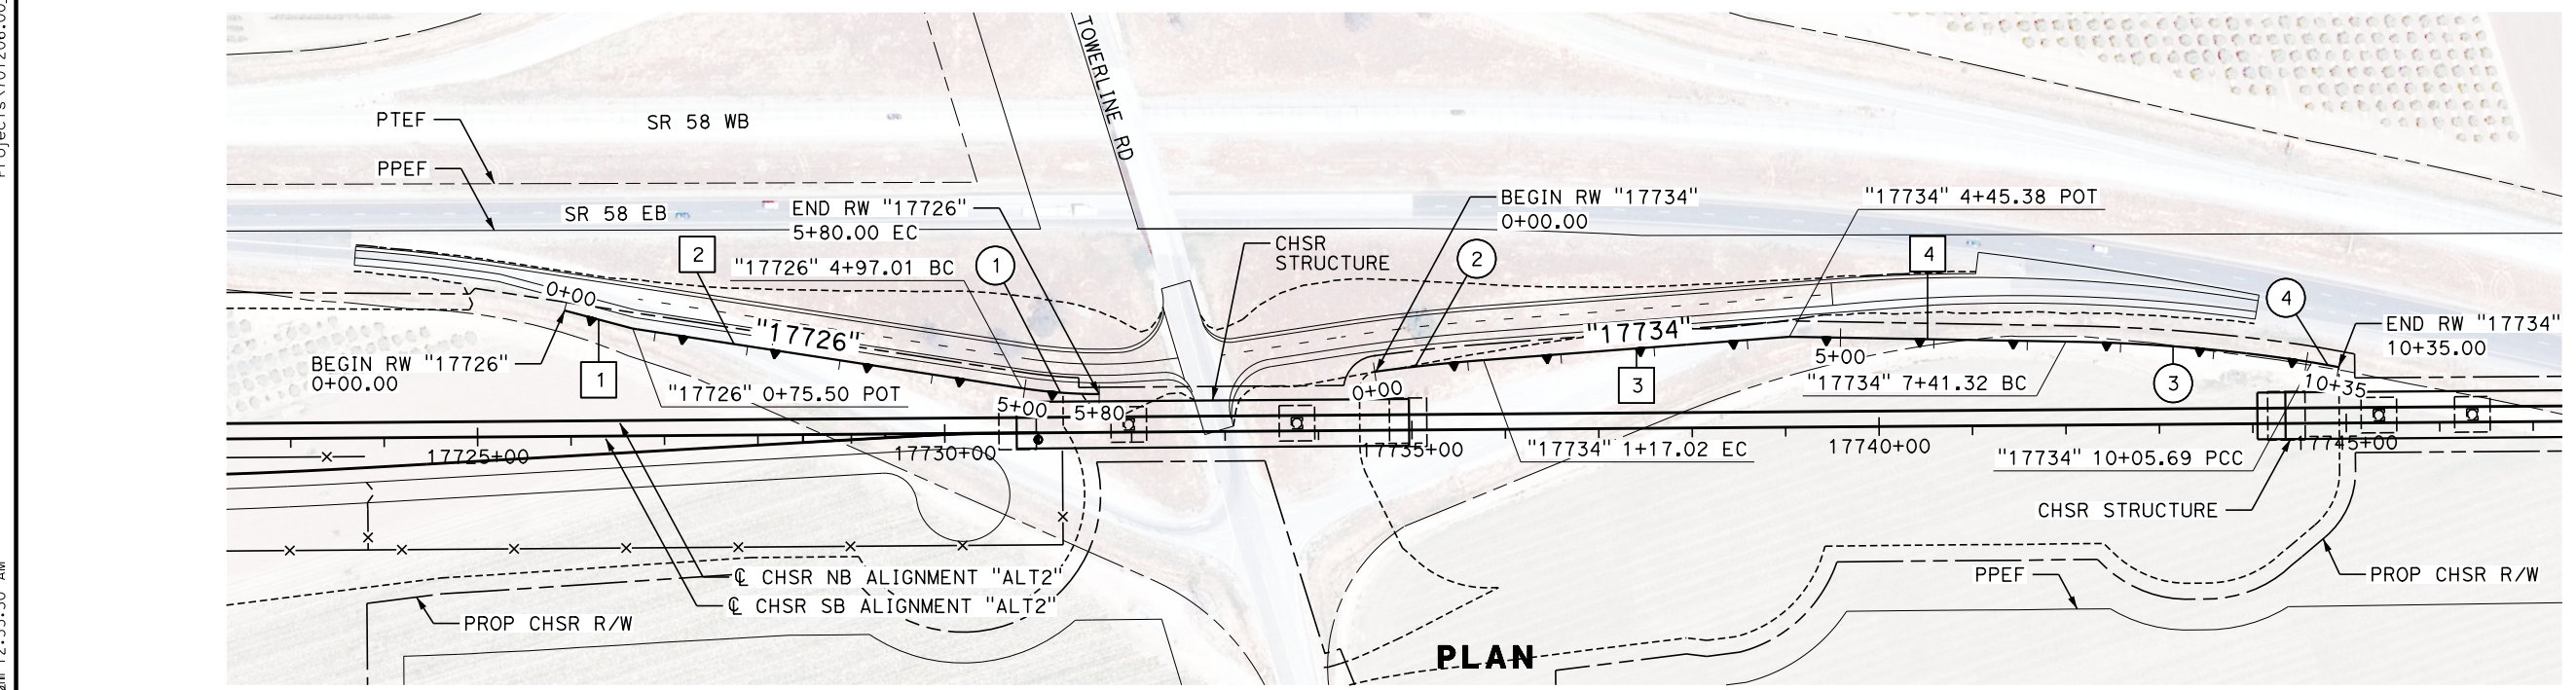 TOWERLINE RD
PTEF
SR 58 WB
PPEF
SR 58 EB
END RW "17726"
5+80.00 EC
BEGIN RW "17734"
0+00.00
"17734" 4+45.38 POT
2
"17726" 4+97.01 BC
1
CHSR
STRUCTURE
2
4
4
0+00
"17726"
"17734"
END RW "17734"
10+35.00
BEGIN RW "17726"
0+00.00
1
"17726" 0+75.50 POT
5+00
5+80
0+00
3
5+00
"17734" 7+41.32 BC
3
10+35
17725+00
17730+00
17735+00
"17734" 1+17.02 EC
17740+00
"17734" 10+05.69 PCC
17745+00
CHSR STRUCTURE
℄ CHSR NB ALIGNMENT "ALT2"
℄ CHSR SB ALIGNMENT "ALT2"
PROP CHSR R/W
PPEF
PROP CHSR R/W
PLAN